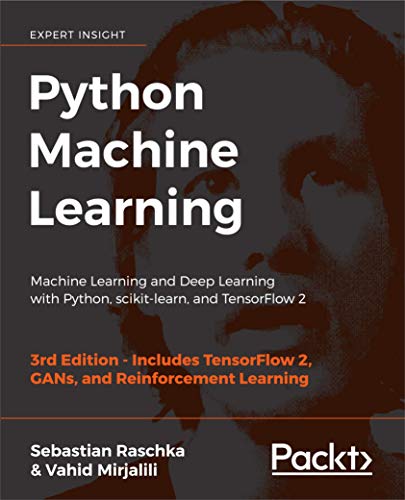 EXPERT INSIGHT
Python
Machine
Learning
Machine Learning and Deep Learning
with Python, scikit-learn, and TensorFlow 2
3rd Edition - Includes TensorFlow 2,
GANs, and Reinforcement Learning
Sebastian Raschka
& Vahid Mirjalili
Packt>